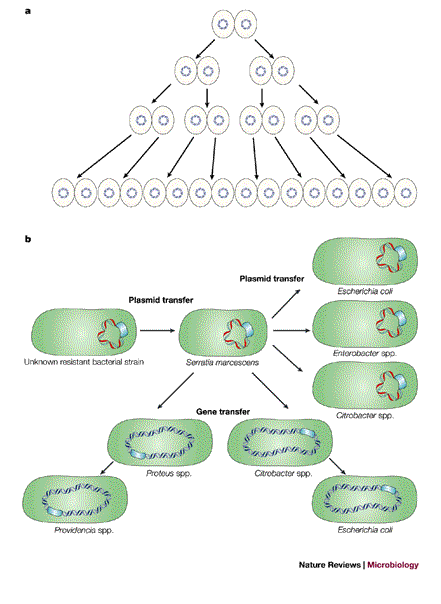 a
b
Plasmid transfer
Escherichia coli
Plasmid transfer
Unknown resistant bacterial strain
Serratia marcescens
Enterobacter spp.
Citrobacter spp.
Gene transfer
Proteus spp.
Citrobacter spp.
Providencia spp.
Escherichia coli
Nature Reviews | Microbiology